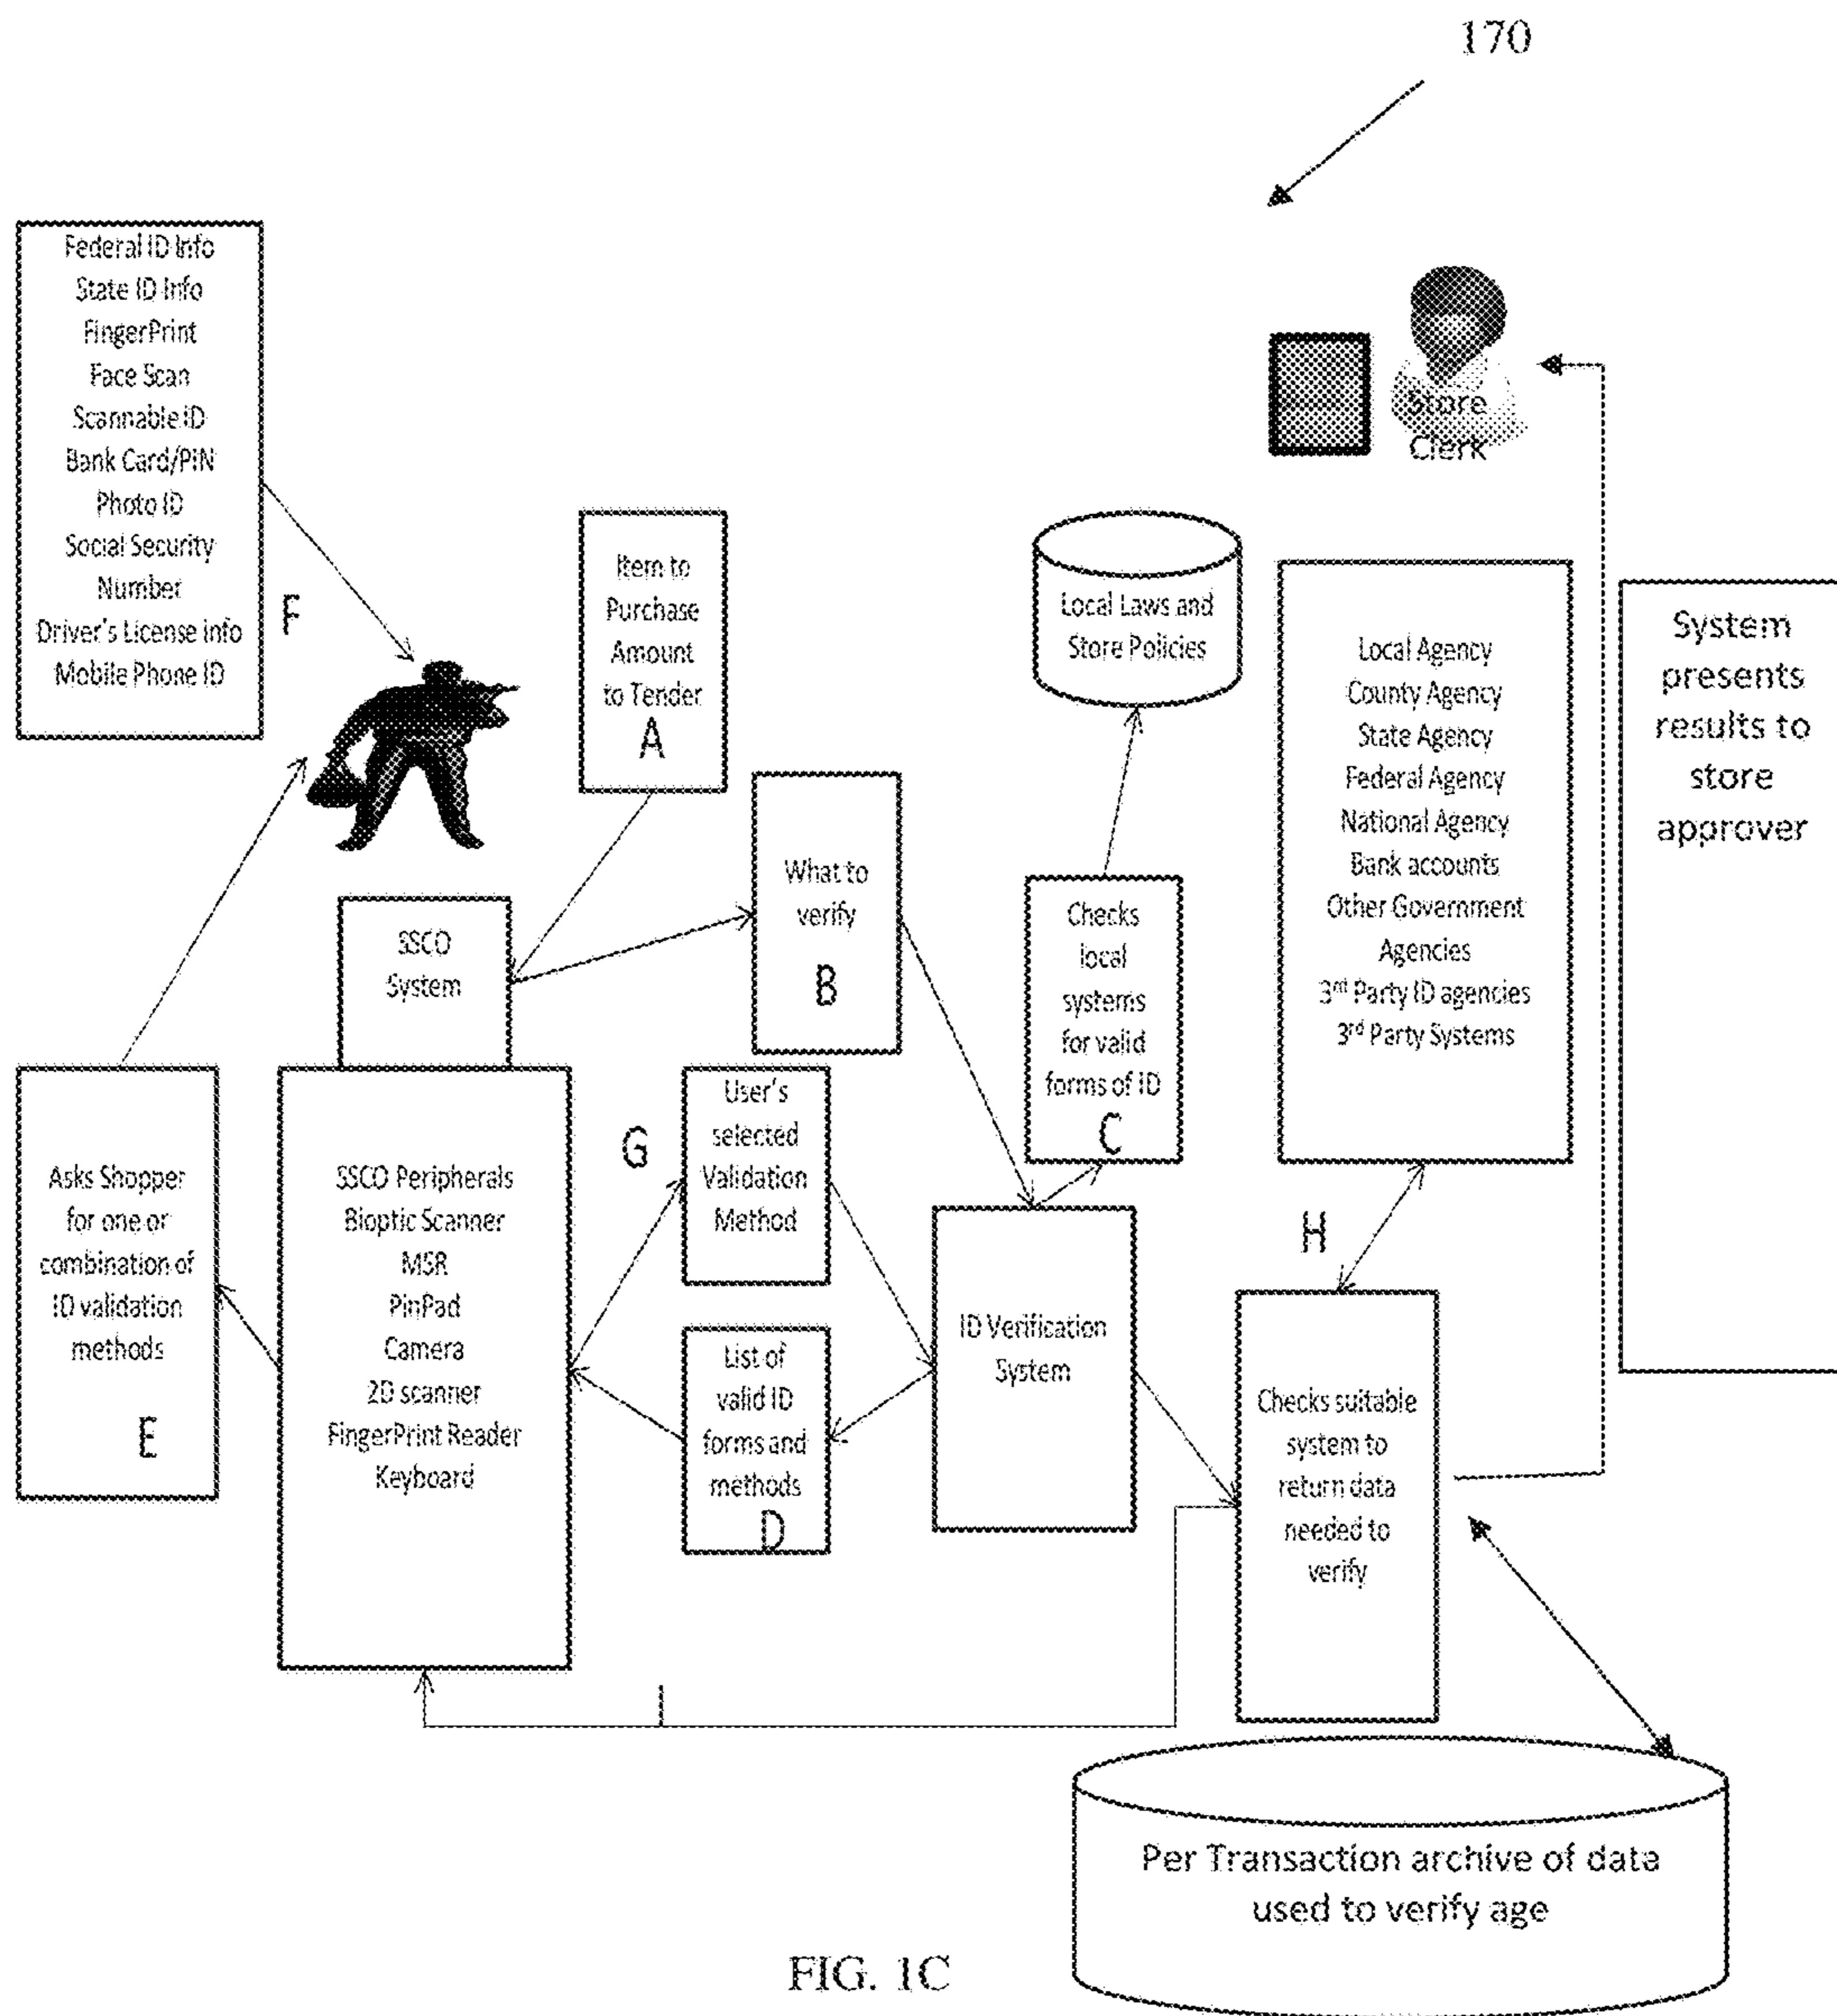 170
Federal ID Info
State ID Info
FingerPrint
Face Scan
Scannable ID
Bank Card/PIN
Photo ID
Social Security
Number
Driver's License info
Mobile Phone ID
F
Item to
Purchase
Amount
to Tender
A
Store
Clerk
Local Laws and
Store Policies
Local Agency
County Agency
State Agency
Federal Agency
National Agency
Bank accounts
Other Government
Agencies
3rd Party ID agencies
3rd Party Systems
System
presents
results to
store
approver
What to
verify
B
Checks
local
systems
for valid
forms of ID
C
SSCO
System
Asks Shopper
for one or
combination of
ID validation
methods
E
SSCO Peripherals
Bioptic Scanner
MSR
PinPad
Camera
2D scanner
FingerPrint Reader
Keyboard
G
User's
selected
Validation
Method
List of
valid ID
forms and
methods
D
ID Verification
System
H
Checks suitable
system to
return data
needed to
verify
I
Per Transaction archive of data
used to verify age
FIG. 1C